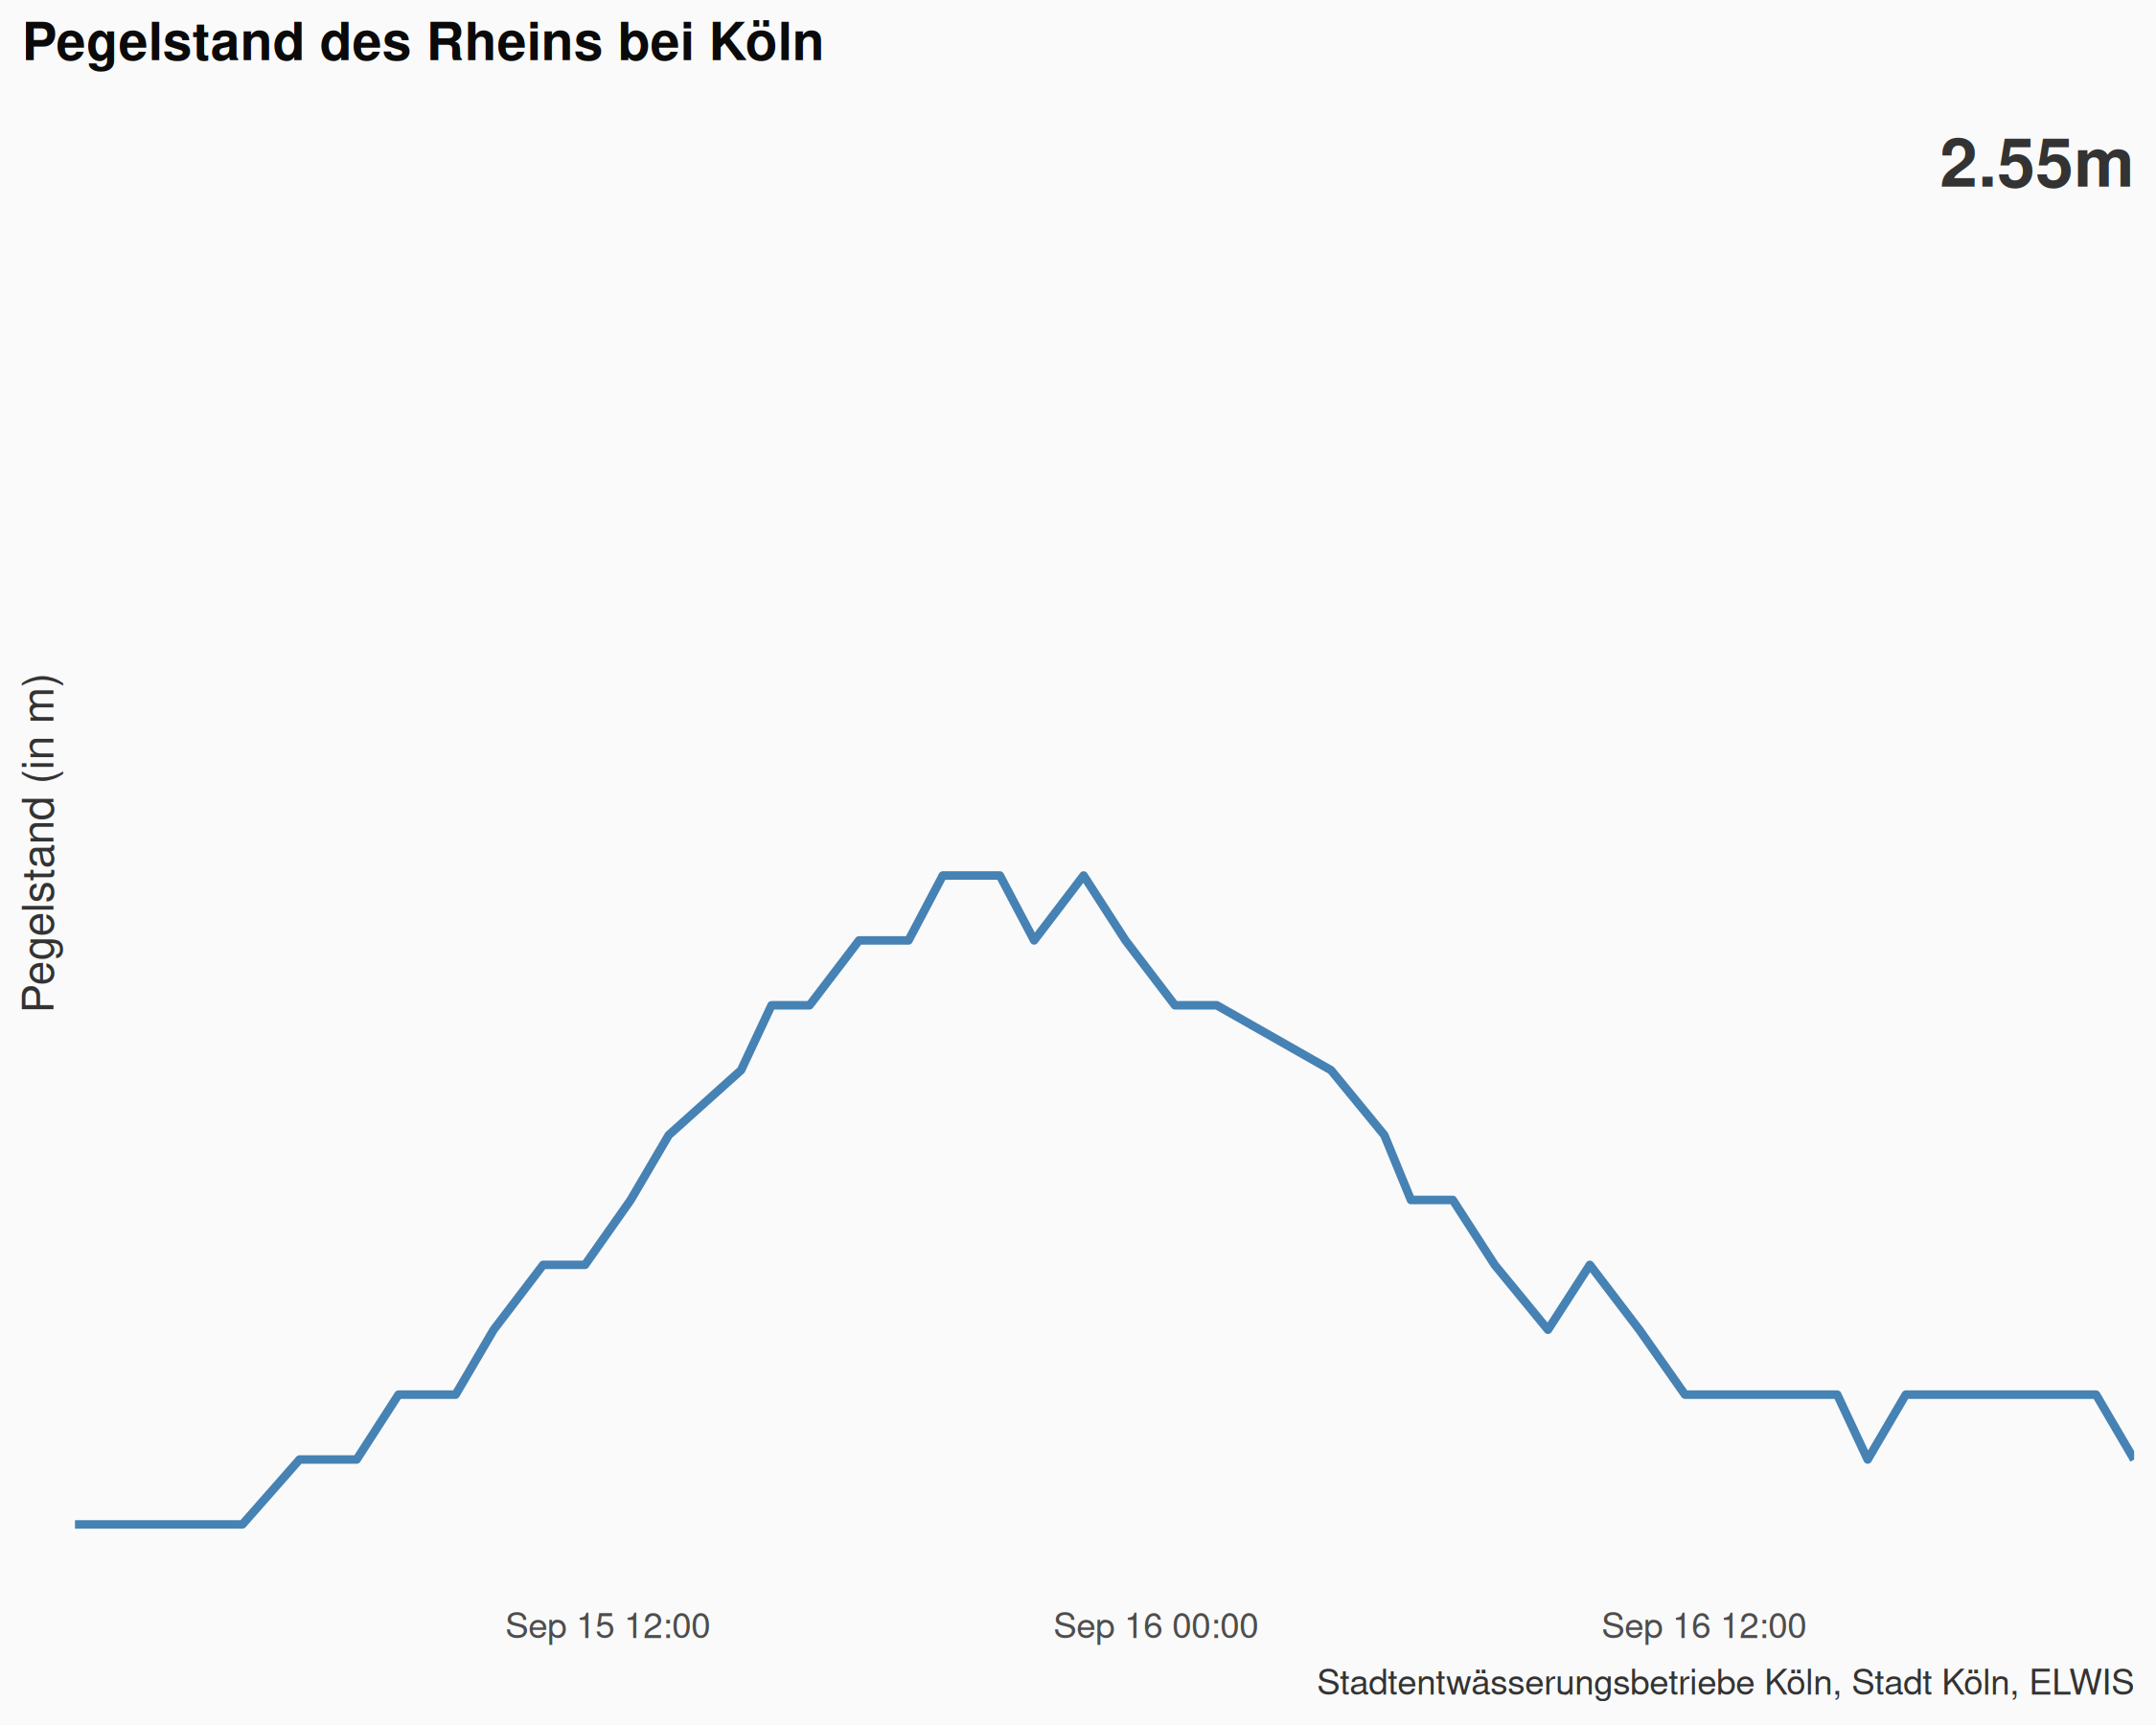 Pegelstand des Rheins bei Köln
2.55m
Pegelstand (in m)
Sep 15 12:00
Sep 16 00:00
Sep 16 12:00
Stadtentwässerungsbetriebe Köln, Stadt Köln, ELWIS